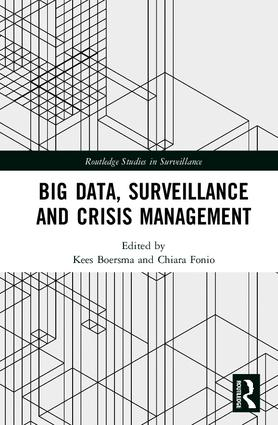 Routledge Studies in Surveillance
BIG DATA, SURVEILLANCE
AND CRISIS MANAGEMENT
Edited by
Kees Boersma and Chiara Fonio
ROUTLEDGE